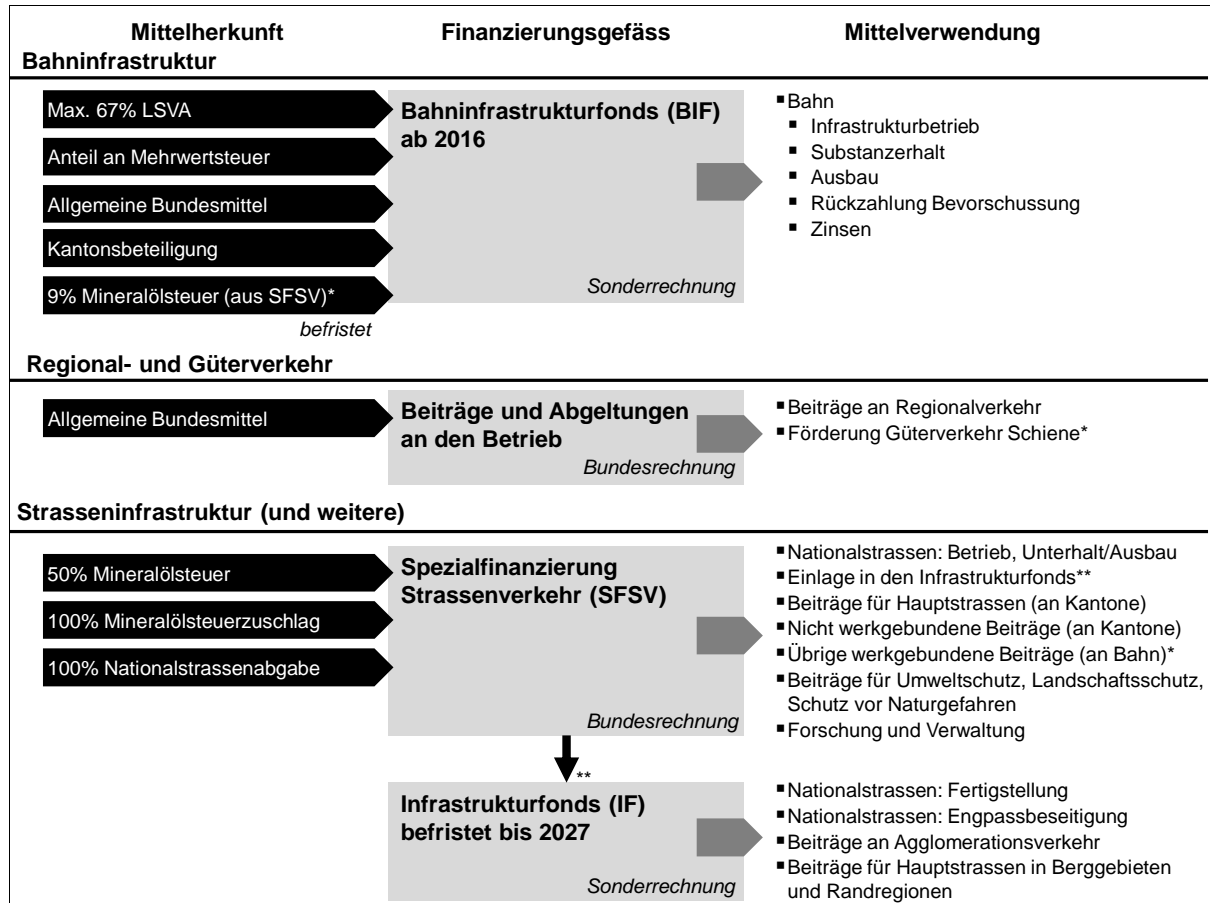 Mittelherkunft
Finanzierungsgefäss
Mittelverwendung
Bahninfrastruktur
Max. 67% LSVA
Anteil an Mehrwertsteuer
Allgemeine Bundesmittel
Kantonsbeteiligung
9% Mineralölsteuer (aus SFSV)*
befristet
Bahninfrastrukturfonds (BIF)
ab 2016
Sonderrechnung
▪Bahn
▪ Infrastrukturbetrieb
▪ Substanzerhalt
▪ Ausbau
▪ Rückzahlung Bevorschussung
▪ Zinsen
Regional- und Güterverkehr
Allgemeine Bundesmittel
Beiträge und Abgeltungen
an den Betrieb
Bundesrechnung
▪Beiträge an Regionalverkehr
▪Förderung Güterverkehr Schiene*
Strasseninfrastruktur (und weitere)
50% Mineralölsteuer
100% Mineralölsteuerzuschlag
100% Nationalstrassenabgabe
Spezialfinanzierung
Strassenverkehr (SFSV)
Bundesrechnung
▪Nationalstrassen: Betrieb, Unterhalt/Ausbau
▪Einlage in den Infrastrukturfonds**
▪Beiträge für Hauptstrassen (an Kantone)
▪Nicht werkgebundene Beiträge (an Kantone)
▪Übrige werkgebundene Beiträge (an Bahn)*
▪Beiträge für Umweltschutz, Landschaftsschutz,
Schutz vor Naturgefahren
▪Forschung und Verwaltung
**
Infrastrukturfonds (IF)
befristet bis 2027
Sonderrechnung
▪Nationalstrassen: Fertigstellung
▪Nationalstrassen: Engpassbeseitigung
▪Beiträge an Agglomerationsverkehr
▪Beiträge für Hauptstrassen in Berggebieten
und Randregionen